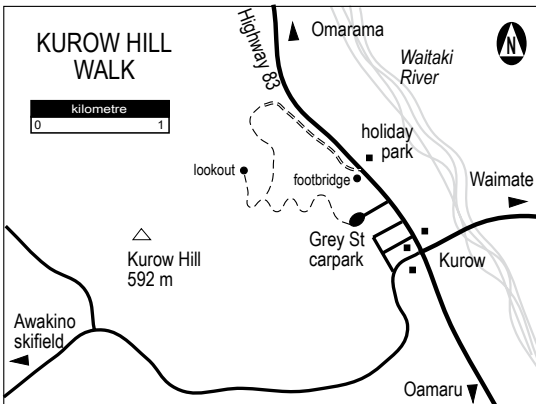 KUROW HILL
WALK
kilometre
0 1
Highway 83
Omarama
Waitaki
River
N
holiday
park
lookout
footbridge
Waimate
Grey St
carpark
Kurow
Kurow Hill
592 m
Awakino
skifield
Oamaru